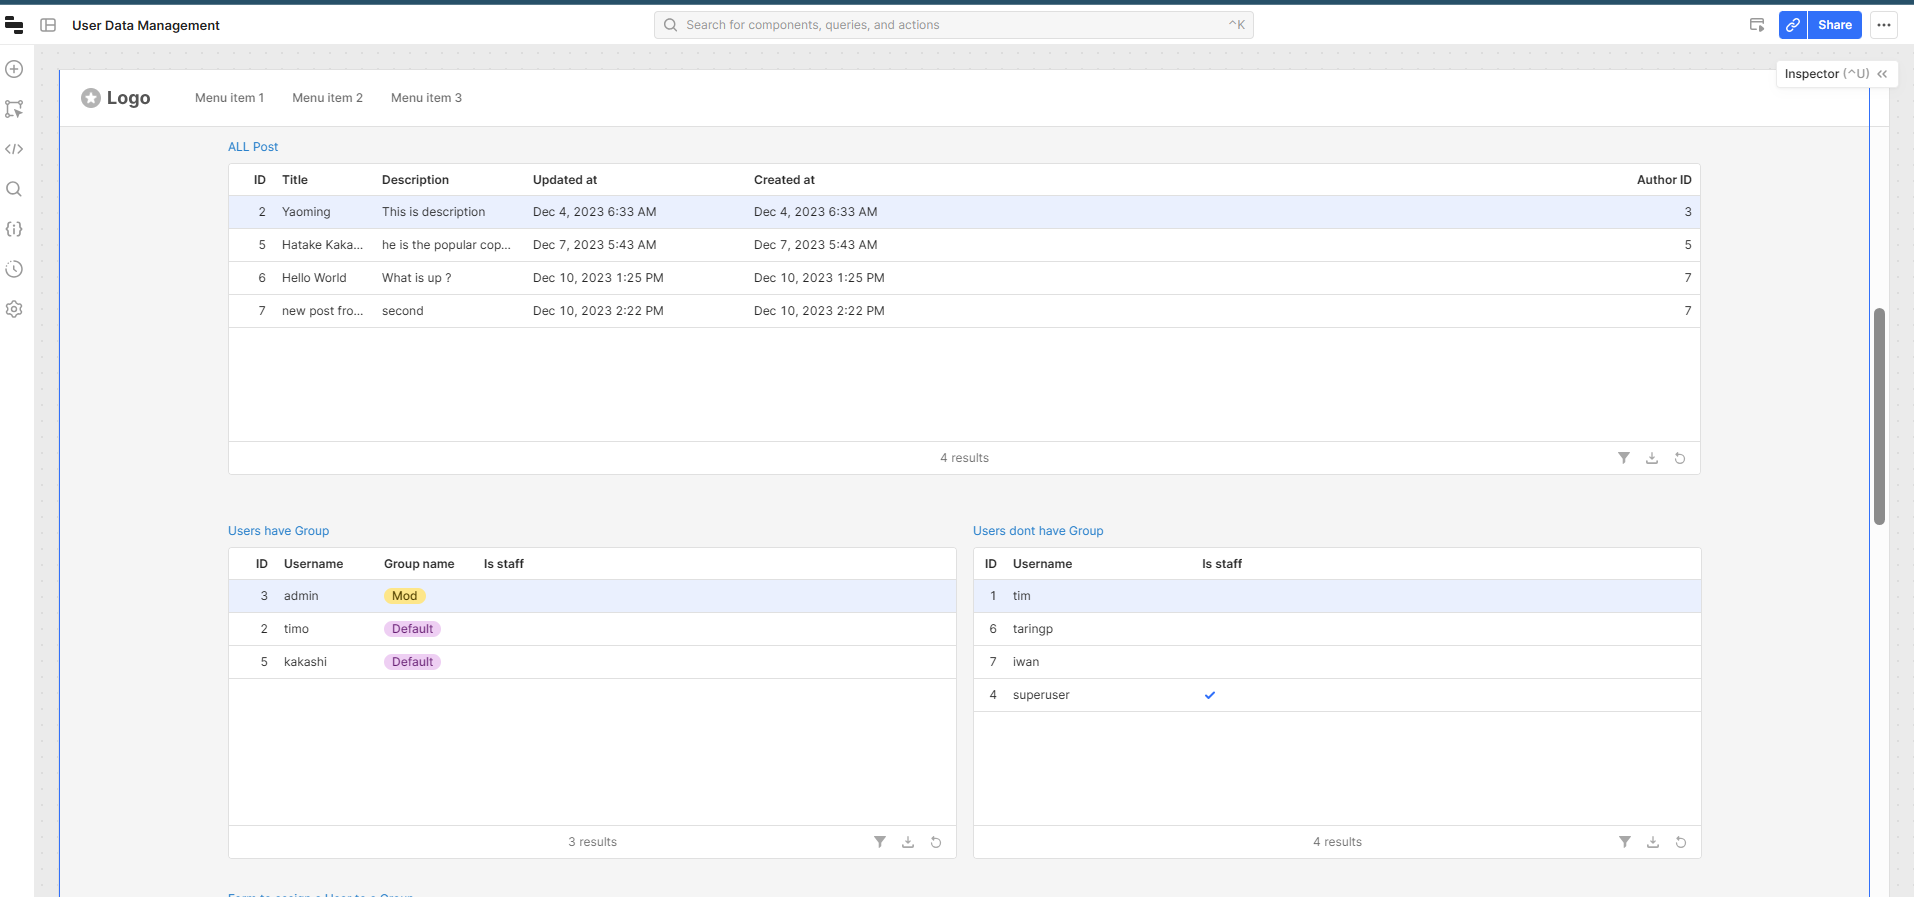 User Data Management
Search for components, queries, and actions ^K
Share
Inspector (^U)
Logo Menu item 1 Menu item 2 Menu item 3
ALL Post
ID Title Description Updated at Created at Author ID
2 Yaoming This is description Dec 4, 2023 6:33 AM Dec 4, 2023 6:33 AM 3
5 Hatake Kaka... he is the popular cop... Dec 7, 2023 5:43 AM Dec 7, 2023 5:43 AM 5
6 Hello World What is up ? Dec 10, 2023 1:25 PM Dec 10, 2023 1:25 PM 7
7 new post fro... second Dec 10, 2023 2:22 PM Dec 10, 2023 2:22 PM 7
4 results
Users have Group
ID Username Group name Is staff
3 admin Mod
2 timo Default
5 kakashi Default
3 results
Users dont have Group
ID Username Is staff
1 tim
6 taringp
7 iwan
4 superuser
4 results
Form to assign a User to a Group